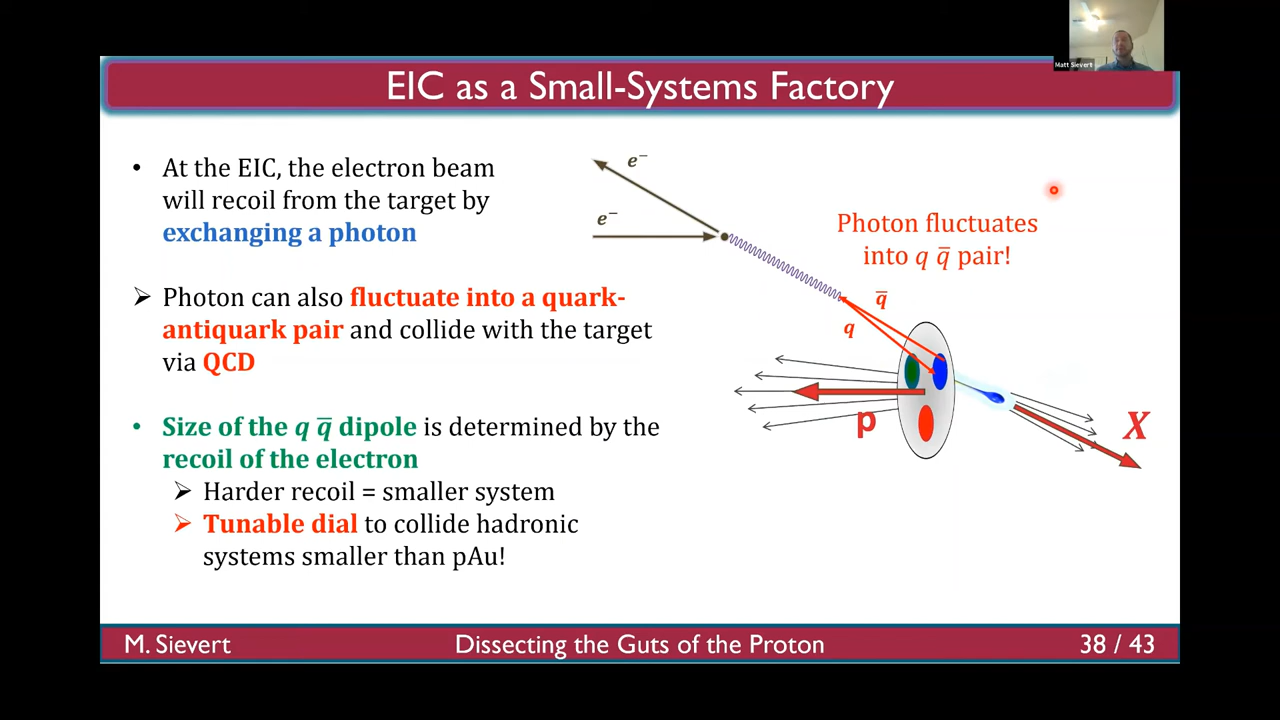 Matt Sievert
EIC as a Small-Systems Factory
• At the EIC, the electron beam
will recoil from the target by
exchanging a photon
➢ Photon can also fluctuate into a quark-
antiquark pair and collide with the target
via QCD
• Size of the q q̅ dipole is determined by the
recoil of the electron
➢ Harder recoil = smaller system
➢ Tunable dial to collide hadronic
systems smaller than pAu!
e⁻
e⁻
Photon fluctuates
into q q̅ pair!
q̅
q
p
X
M. Sievert
Dissecting the Guts of the Proton
38 / 43